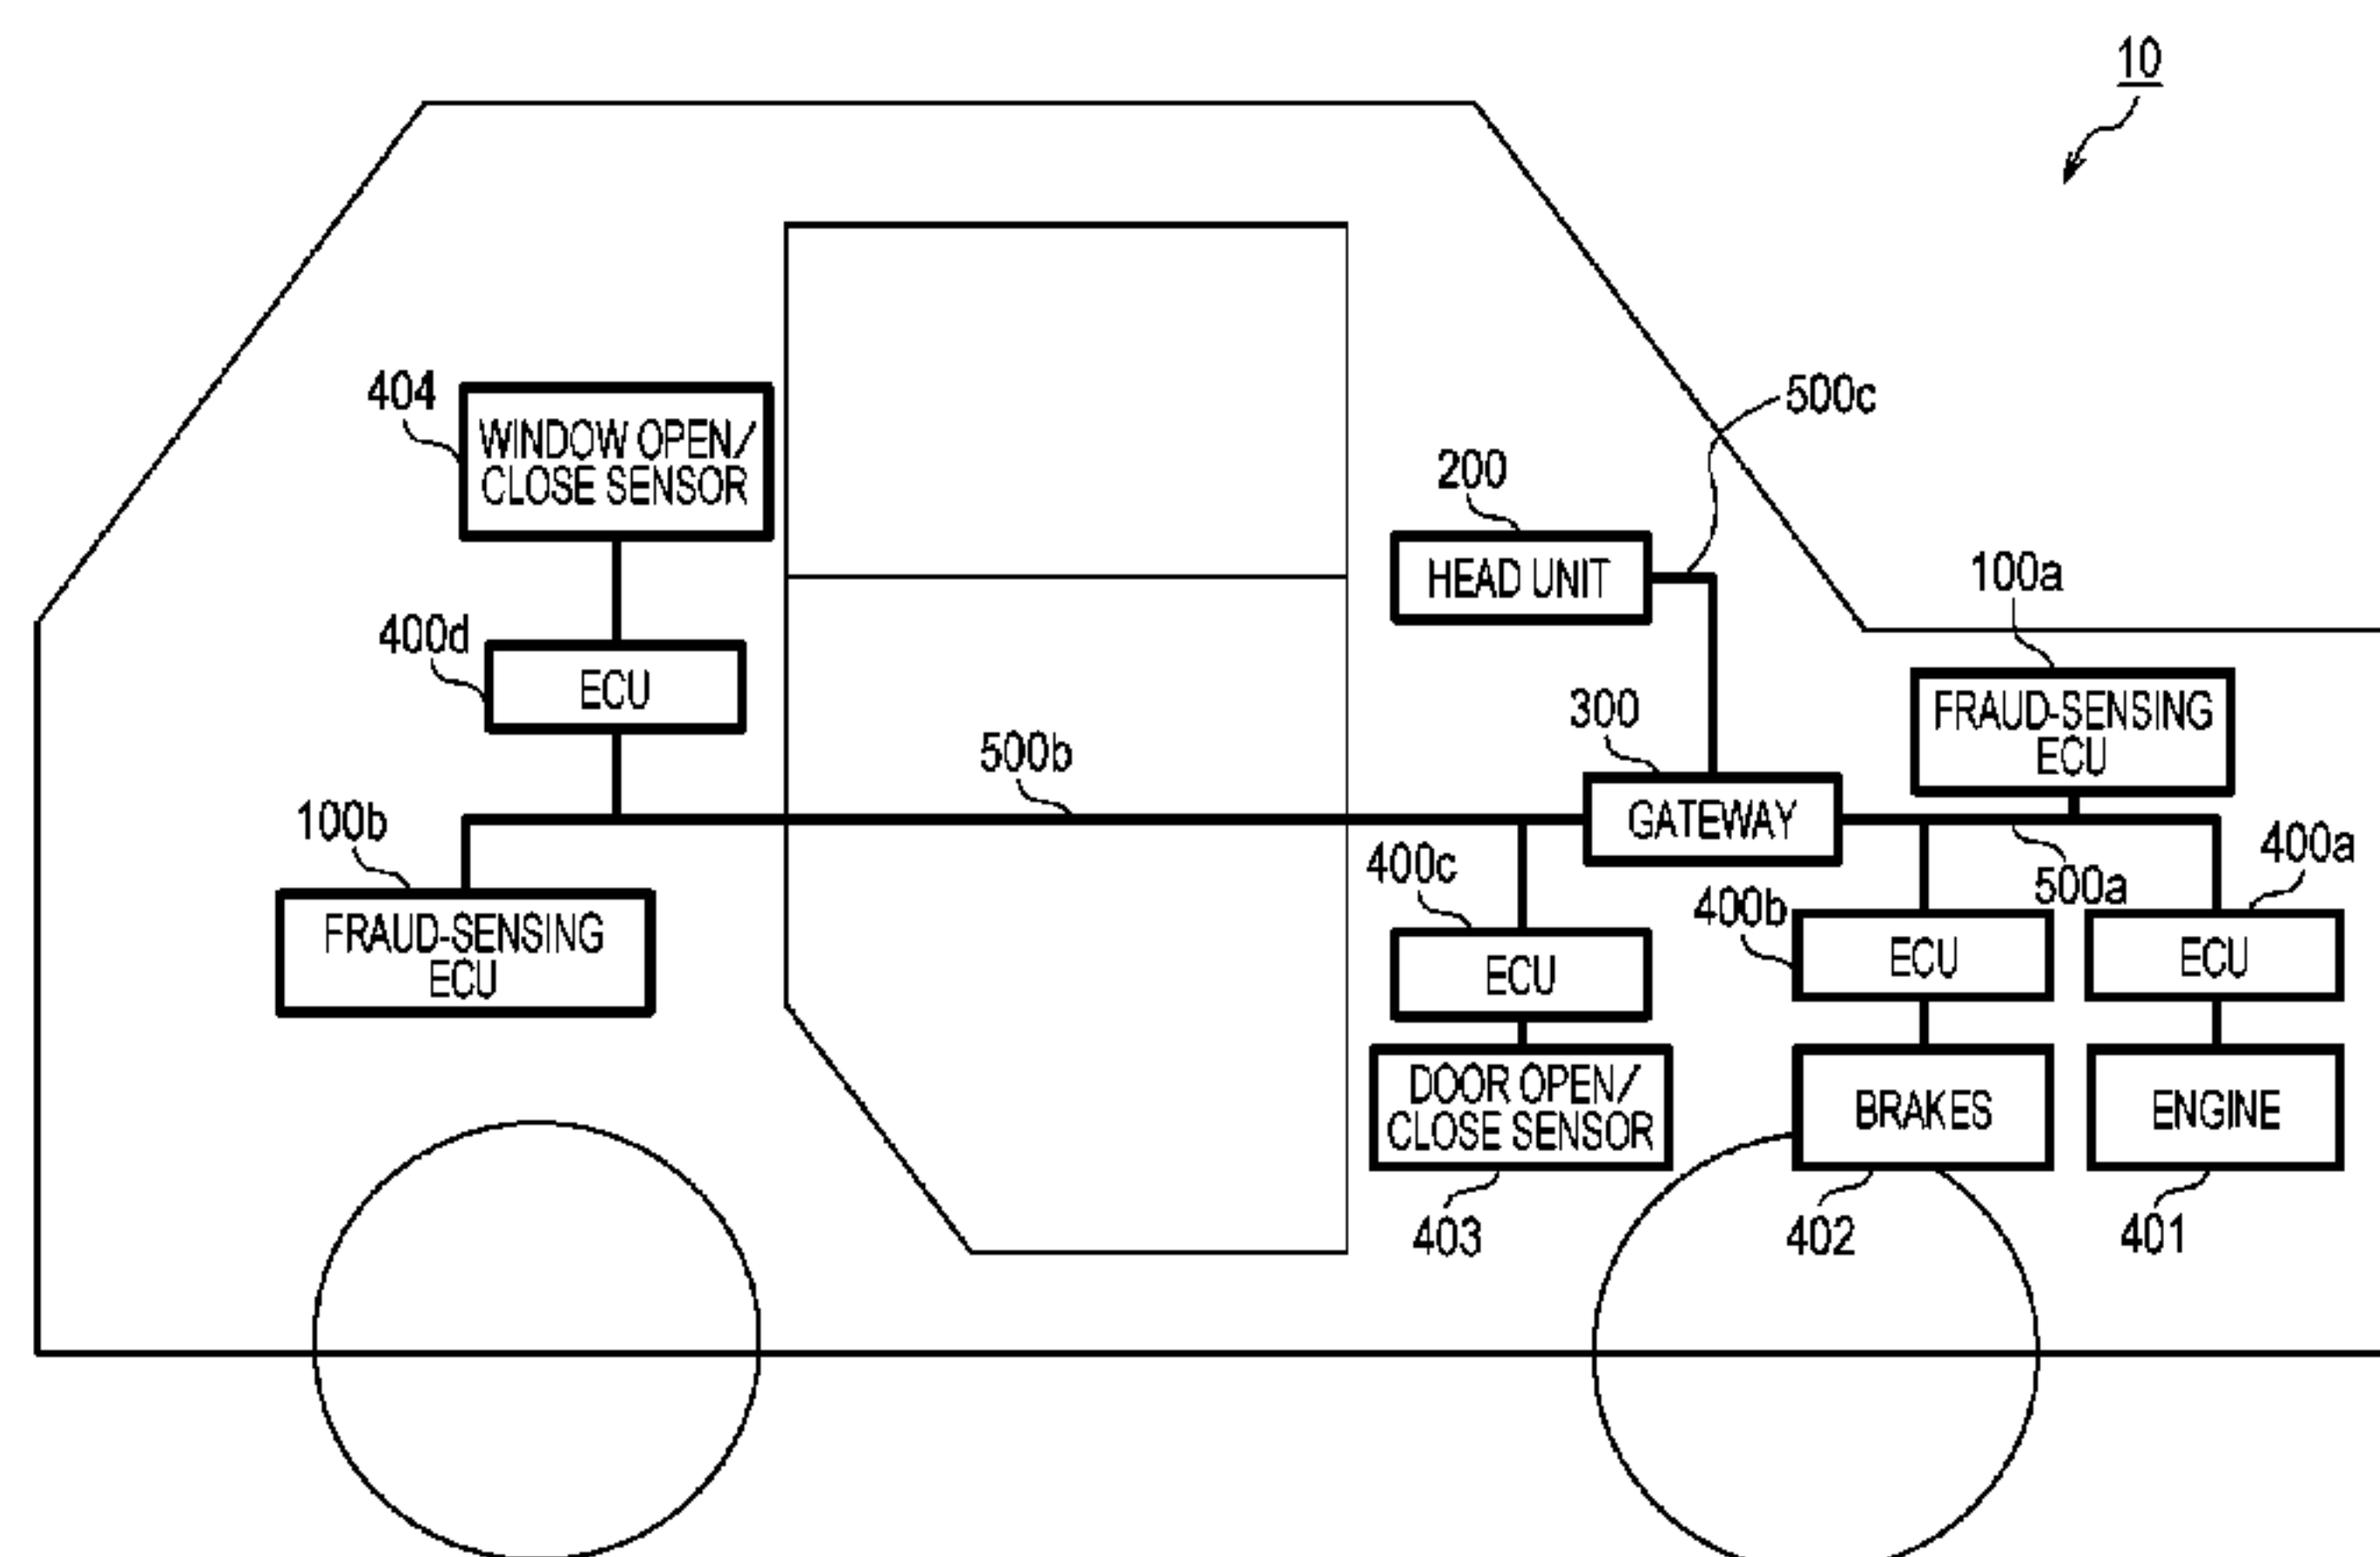 10
404
WINDOW OPEN/
CLOSE SENSOR
500c
200
HEAD UNIT
100a
FRAUD-SENSING
ECU
400d
ECU
300
GATEWAY
500b
100b
FRAUD-SENSING
ECU
500a
400a
ECU
400b
ECU
400c
ECU
DOOR OPEN/
CLOSE SENSOR
403
BRAKES
402
ENGINE
401